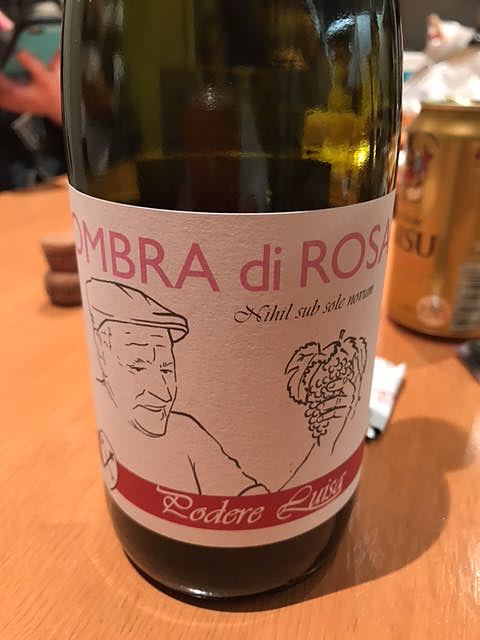 OMBRA di ROSA
Nihil sub sole novum
Podere Luisa